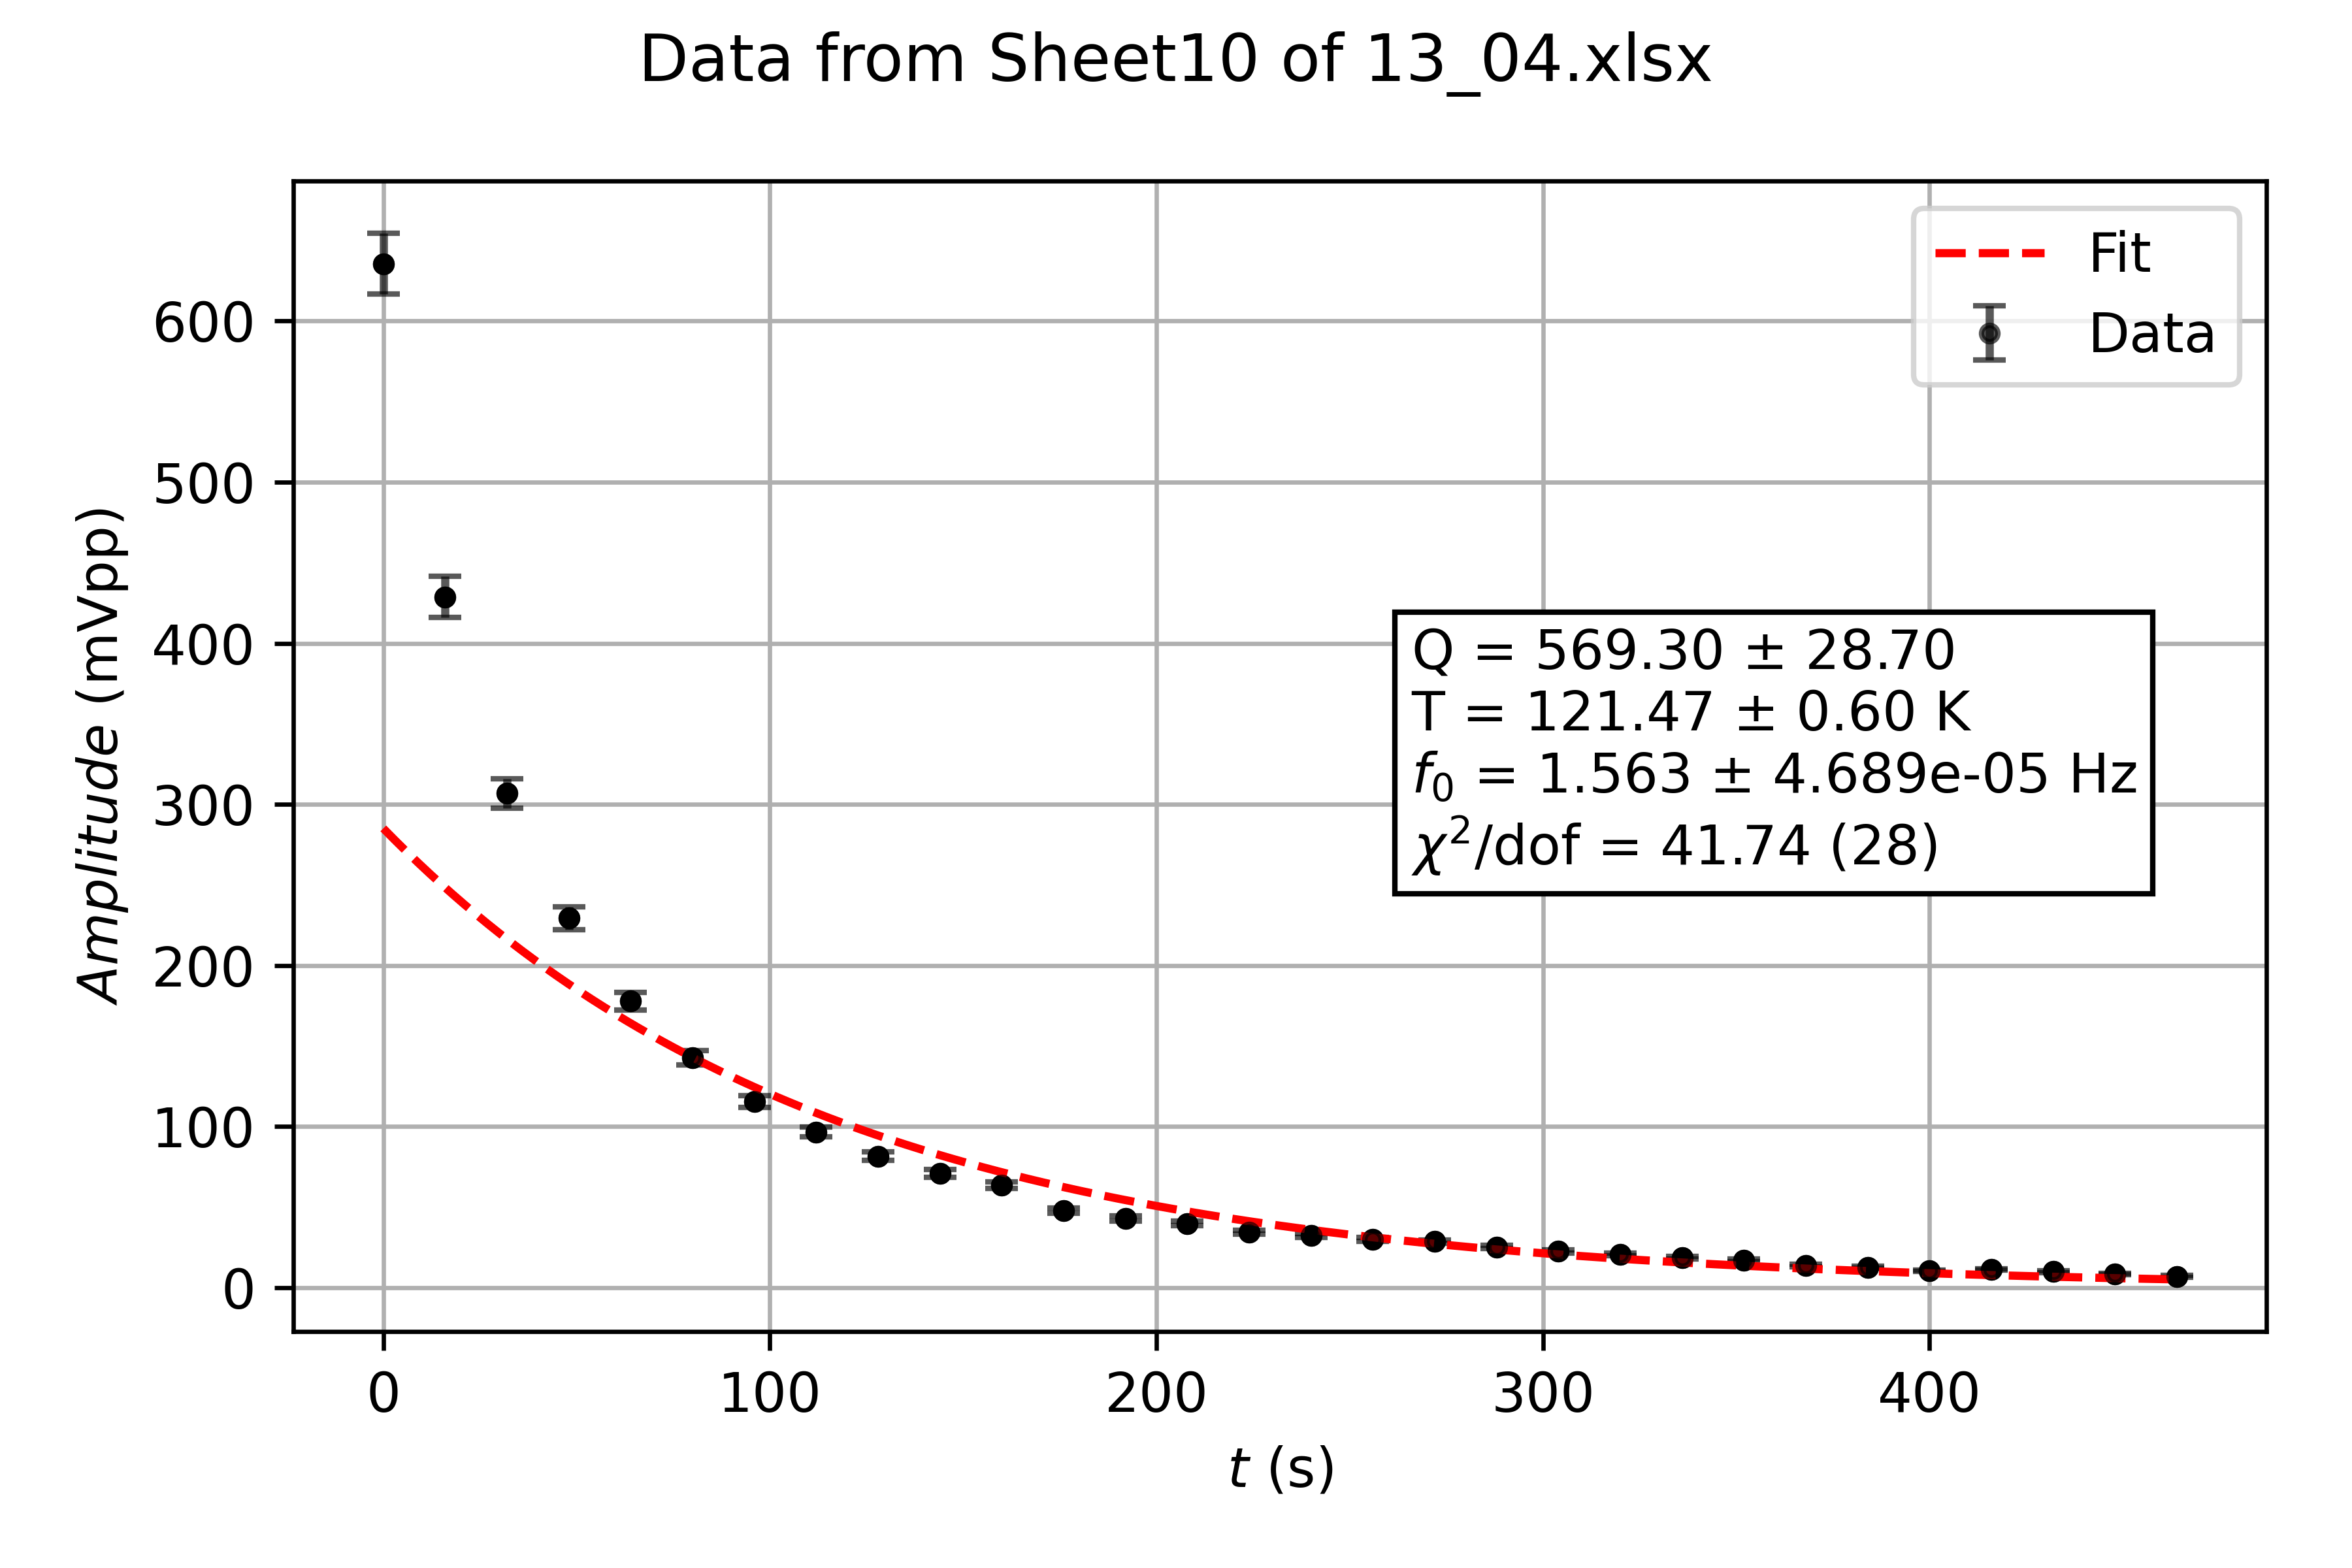 Data from Sheet10 of 13_04.xlsx
Amplitude (mVpp)
600
500
400
300
200
100
0
Fit
Data
Q = 569.30 ± 28.70
T = 121.47 ± 0.60 K
f₀ = 1.563 ± 4.689e-05 Hz
χ²/dof = 41.74 (28)
0 100 200 300 400
t (s)